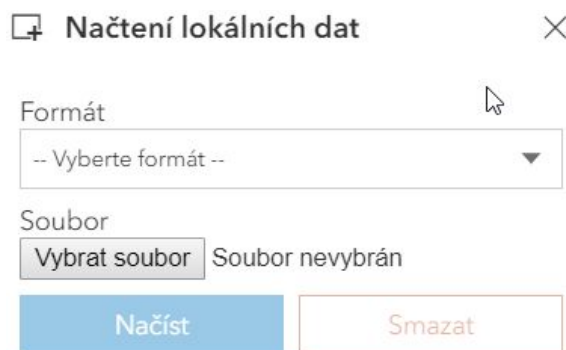 Načtení lokálních dat
Formát
-- Vyberte formát --
Soubor
Vybrat soubor Soubor nevybrán
Načíst Smazat